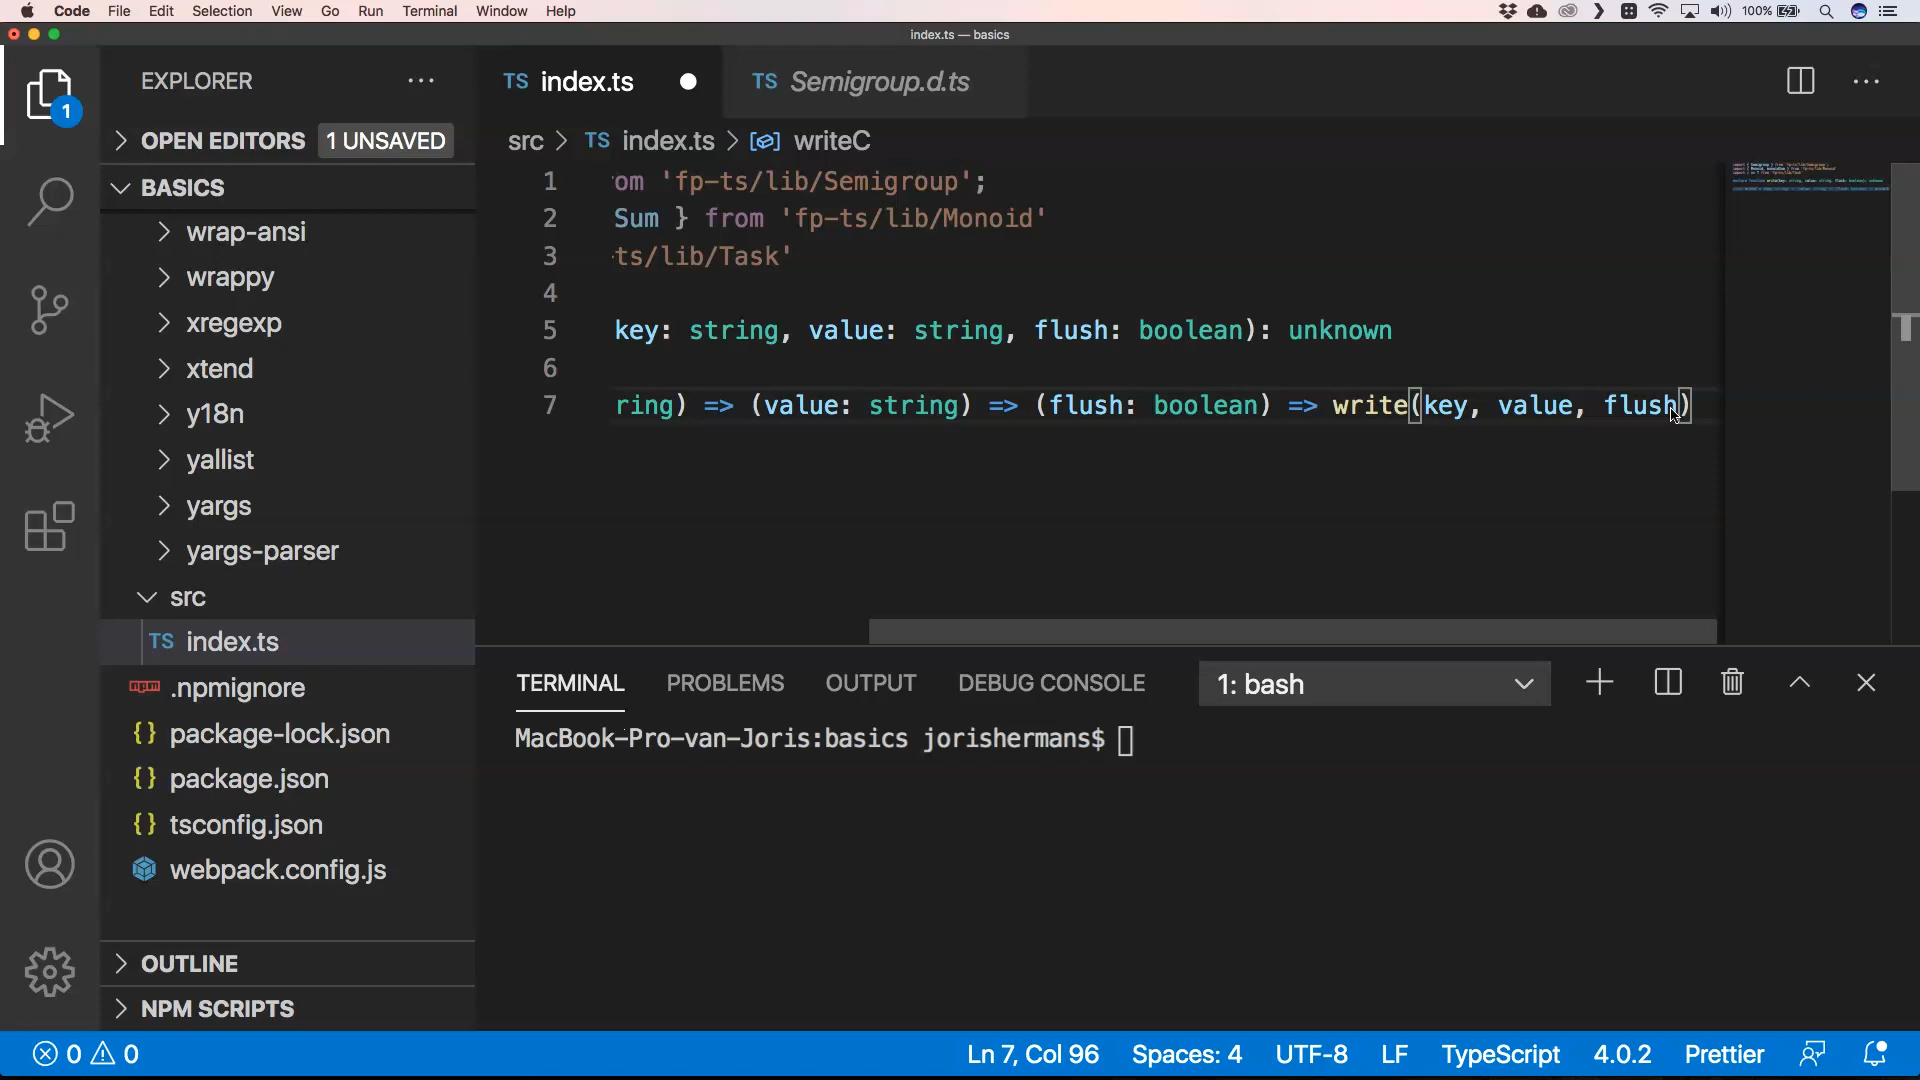 Code File Edit Selection View Go Run Terminal Window Help 100%
index.ts — basics
EXPLORER
TS index.ts
TS Semigroup.d.ts
1
OPEN EDITORS 1 UNSAVED
src > TS index.ts > writeC
BASICS
1 om 'fp-ts/lib/Semigroup';
2 Sum } from 'fp-ts/lib/Monoid'
3 ts/lib/Task'
4
5 key: string, value: string, flush: boolean): unknown
6
7 ring) => (value: string) => (flush: boolean) => write(key, value, flush)
wrap-ansi
wrappy
xregexp
xtend
y18n
yallist
yargs
yargs-parser
src
TS index.ts
.npmignore
{} package-lock.json
{} package.json
{} tsconfig.json
webpack.config.js
OUTLINE
NPM SCRIPTS
TERMINAL PROBLEMS OUTPUT DEBUG CONSOLE 1: bash
MacBook-Pro-van-Joris:basics jorishermans$
0 0 Ln 7, Col 96 Spaces: 4 UTF-8 LF TypeScript 4.0.2 Prettier